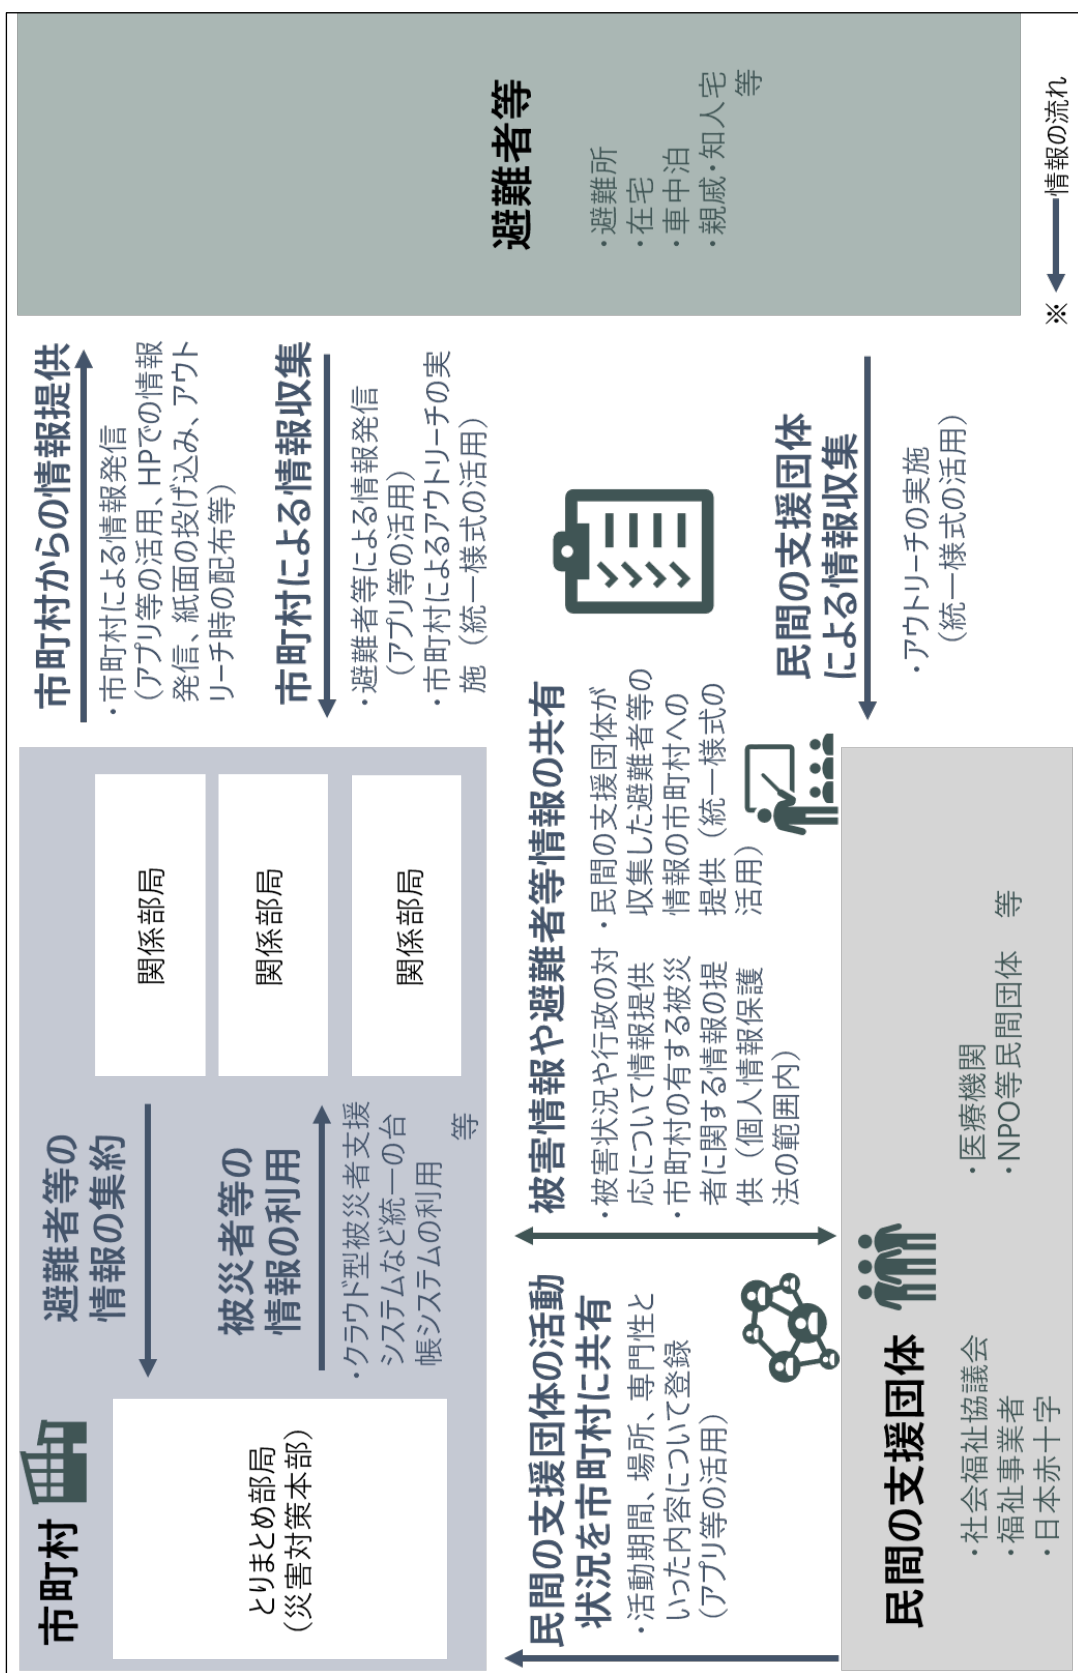 市町村
とりまとめ部局
(災害対策本部)
避難者等の
情報の集約
被災者等の
情報の利用
・クラウド型被災者支援
システムなど統一の台
帳システムの利用
等
関係部局
関係部局
関係部局
市町村からの情報提供
・市町村による情報発信
(アプリ等の活用、HPでの情報
発信、紙面の投げ込み、アウト
リーチ時の配布等)
市町村による情報収集
・避難者等による情報発信
(アプリ等の活用)
・市町村によるアウトリーチの実
施(統一様式の活用)
避難者等
・避難所
・在宅
・車中泊
・親戚・知人宅
等
民間の支援団体の活動
状況を市町村に共有
・活動期間、場所、専門性と
いった内容について登録
(アプリ等の活用)
被害情報や避難者等情報の共有
・被害状況や行政の対
応について情報提供
・市町村の有する被災
者に関する情報の提
供(個人情報保護
法の範囲内)
・民間の支援団体が
収集した避難者等の
情報の市町村への
提供(統一様式の
活用)
民間の支援団体
による情報収集
・アウトリーチの実施
(統一様式の活用)
民間の支援団体
・社会福祉協議会
・福祉事業者
・日本赤十字
・医療機関
・NPO等民間団体 等
※ 情報の流れ